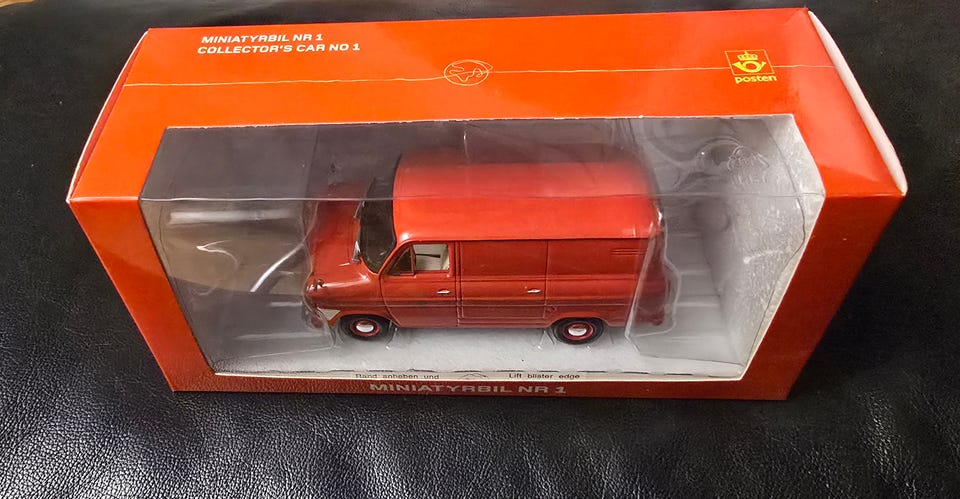 MINIATYRBIL NR 1
COLLECTOR'S CAR NO 1
posten
Rand anheben und
Lift blister edge
MINIATYRBIL NR 1